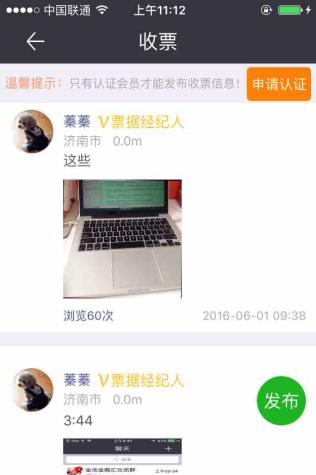 中国联通 上午11:12
收票
温馨提示：只有认证会员才能发布收票信息！ 申请认证
蓁蓁 V票据经纪人
济南市 0.0m
这些
浏览60次 2016-06-01 09:38
蓁蓁 V票据经纪人
济南市 0.0m
发布
3:44
聊天